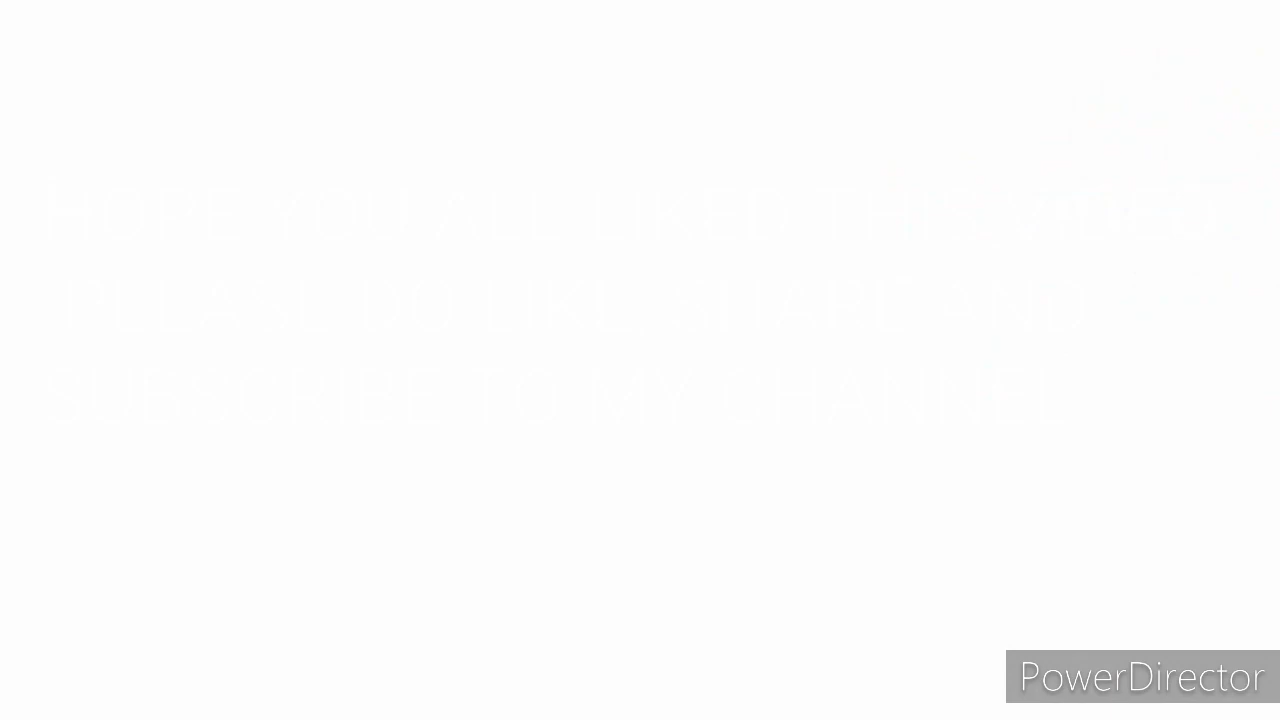 HOPE YOU ALL LIKED THIS VIDEO.
PLEASE DO LIKE, SHARE AND
SUBSCRIBE TO MY CHANNEL
PowerDirector